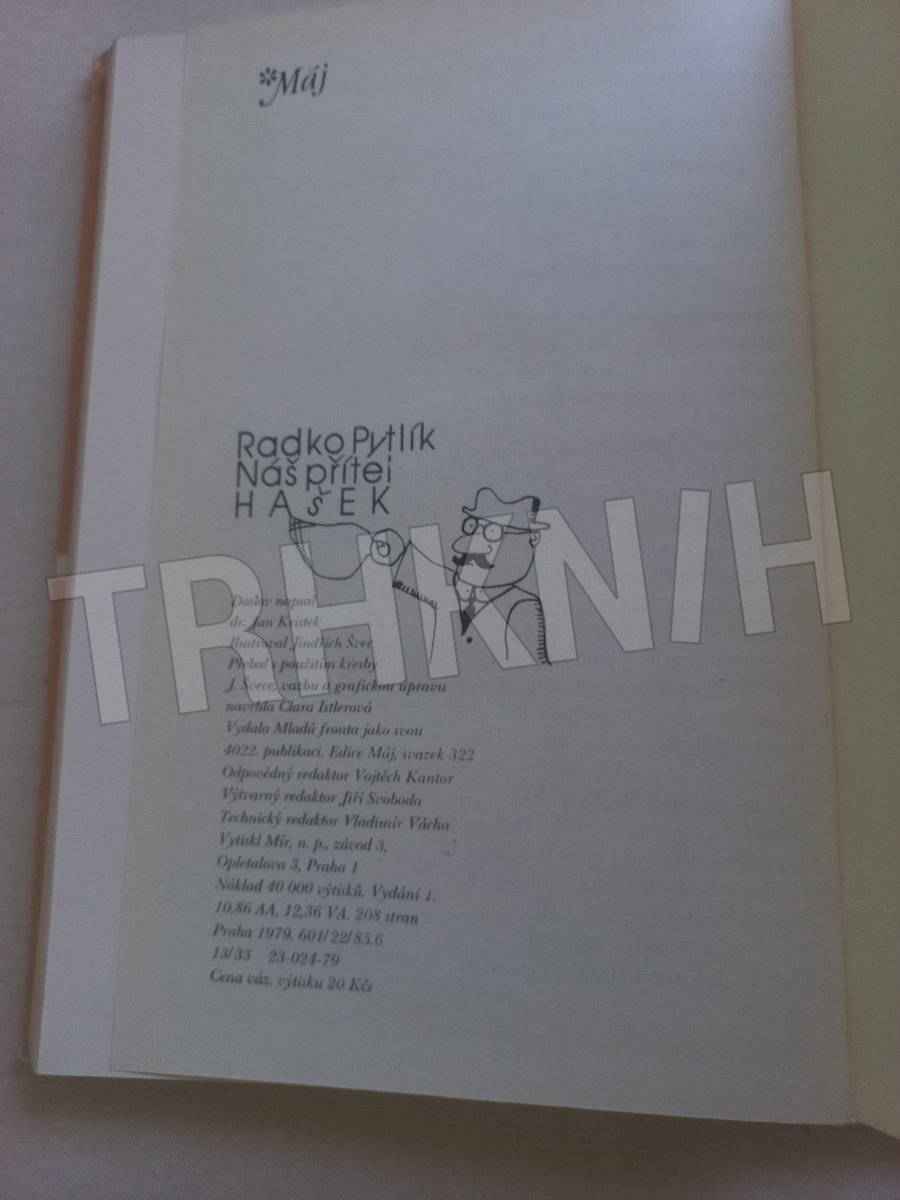 *Máj
Radko Pytlík
Náš přítel
HAŠEK
TRHKNIH
Doslov napsal
dr. Jan Kristek
Ilustroval Jindřich Švec
Přebal s použitím kresby
J. Švece, vazbu a grafickou úpravu
navrhla Clara Istlerová
Vydala Mladá fronta jako svou
4022. publikaci. Edice Máj, svazek 322
Odpovědný redaktor Vojtěch Kantor
Výtvarný redaktor Jiří Svoboda
Technický redaktor Vladimír Vácha
Vytiskl Mír, n. p., závod 3,
Opletalova 3, Praha 1
Náklad 40 000 výtisků. Vydání 1.
10,86 AA, 12,36 VA. 208 stran
Praha 1979. 601/22/85.6
13/33 23-024-79
Cena váz. výtisku 20 Kčs